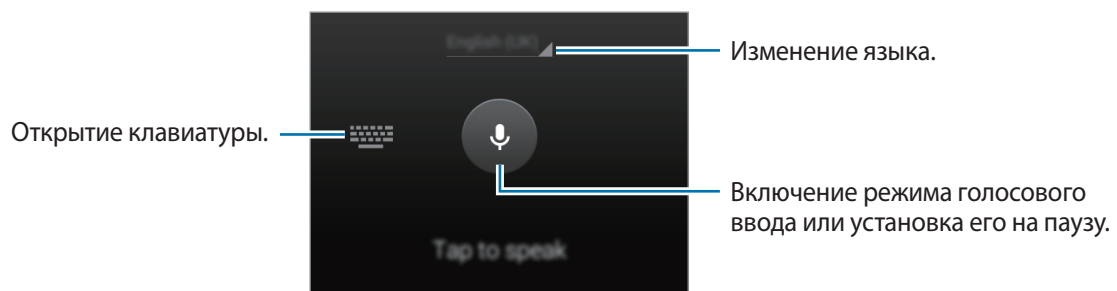 English (UK)
Изменение языка.
Открытие клавиатуры.
Включение режима голосового
ввода или установка его на паузу.
Tap to speak